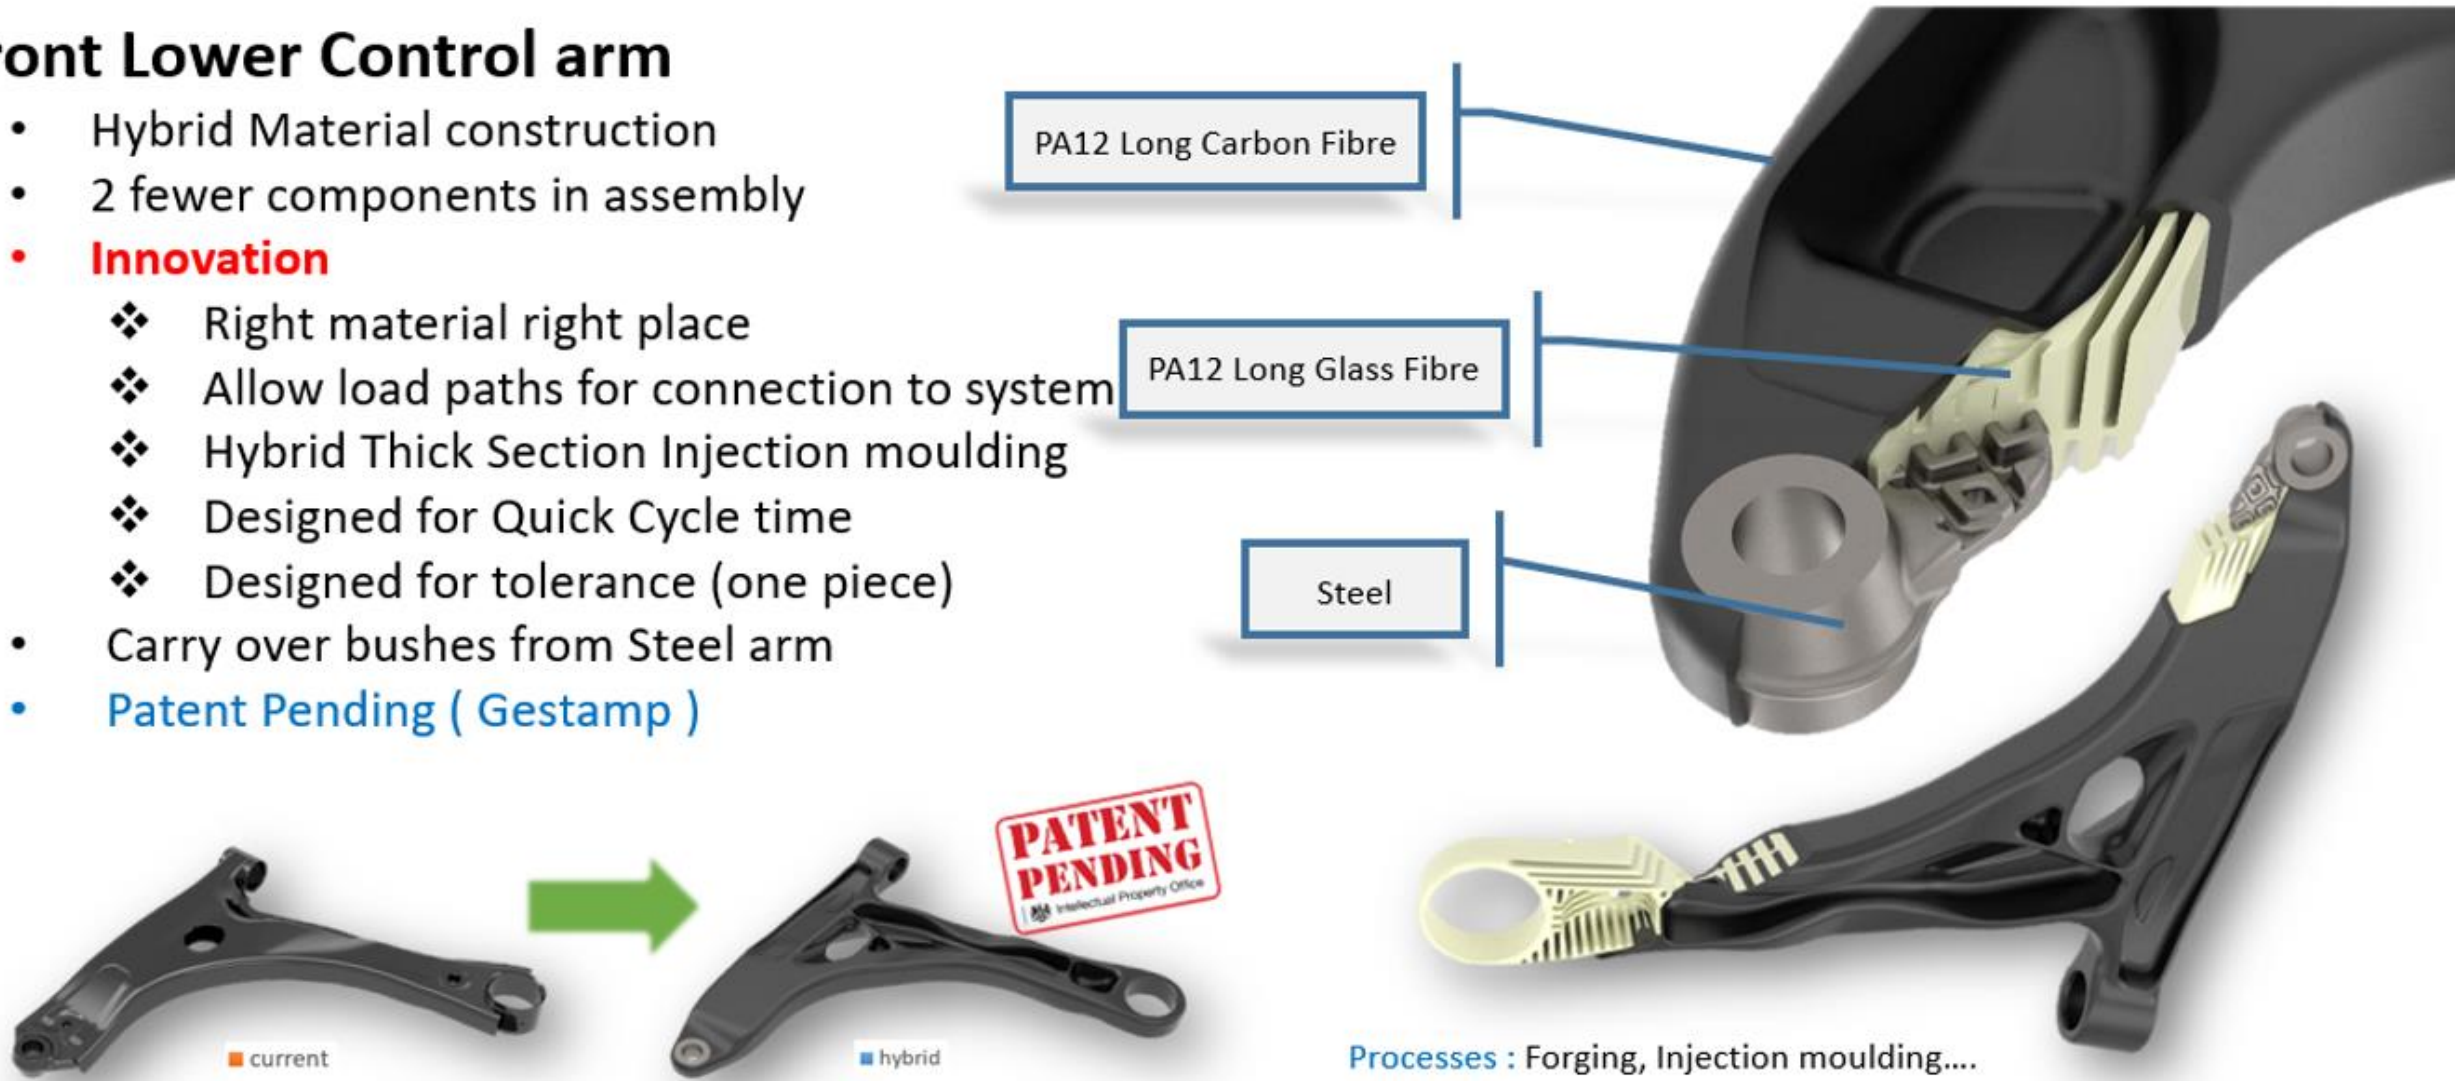 ront Lower Control arm
• Hybrid Material construction
• 2 fewer components in assembly
• Innovation
❖ Right material right place
❖ Allow load paths for connection to system
❖ Hybrid Thick Section Injection moulding
❖ Designed for Quick Cycle time
❖ Designed for tolerance (one piece)
• Carry over bushes from Steel arm
• Patent Pending ( Gestamp )
PA12 Long Carbon Fibre
PA12 Long Glass Fibre
Steel
PATENT
PENDING
Intellectual Property Office
current
hybrid
Processes : Forging, Injection moulding....